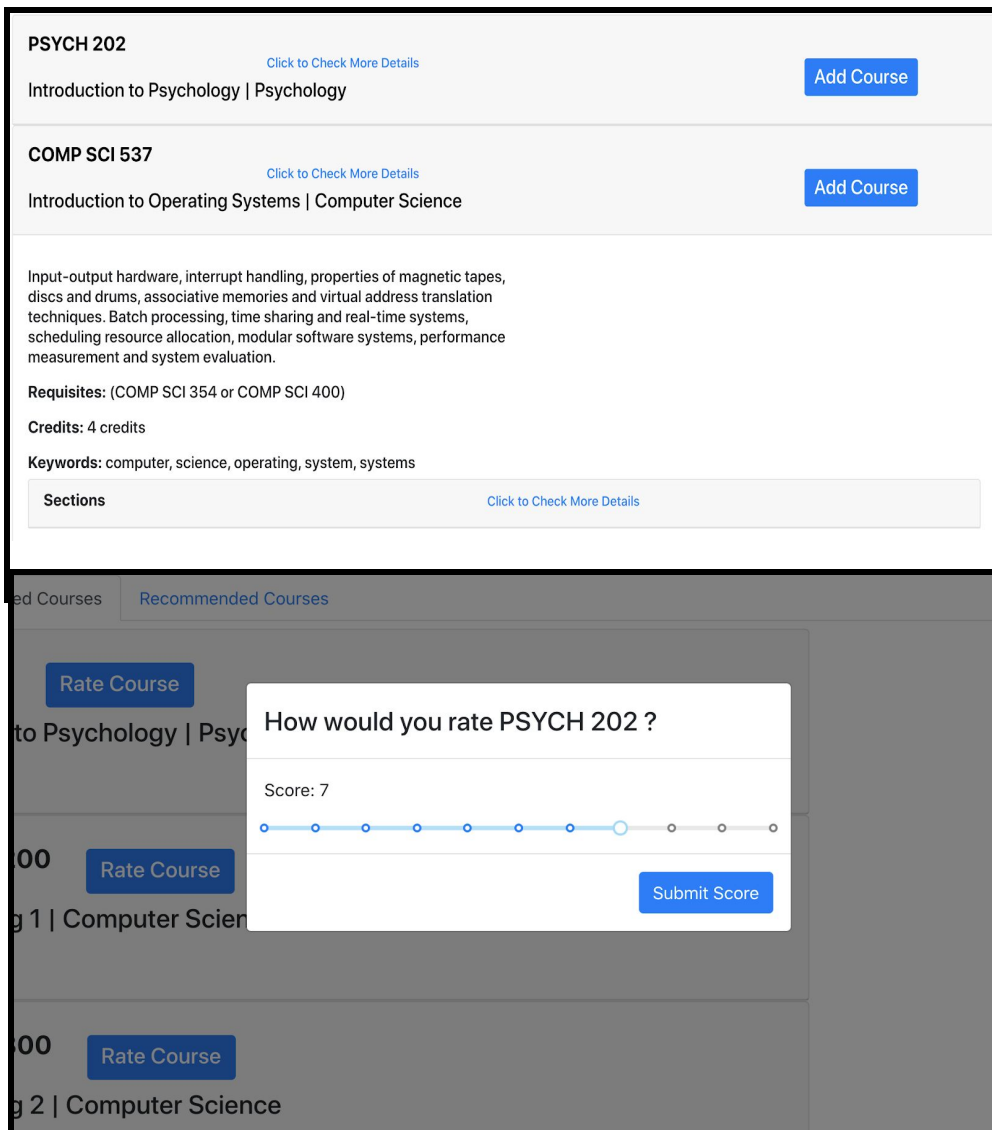 PSYCH 202
Click to Check More Details
Introduction to Psychology | Psychology
Add Course
COMP SCI 537
Click to Check More Details
Introduction to Operating Systems | Computer Science
Add Course
Input-output hardware, interrupt handling, properties of magnetic tapes,
discs and drums, associative memories and virtual address translation
techniques. Batch processing, time sharing and real-time systems,
scheduling resource allocation, modular software systems, performance
measurement and system evaluation.
Requisites: (COMP SCI 354 or COMP SCI 400)
Credits: 4 credits
Keywords: computer, science, operating, system, systems
Sections
Click to Check More Details
ed Courses
Recommended Courses
Rate Course
to Psychology | Psyc
How would you rate PSYCH 202 ?
Score: 7
Submit Score
00
Rate Course
g 1 | Computer Scien
00
Rate Course
g 2 | Computer Science